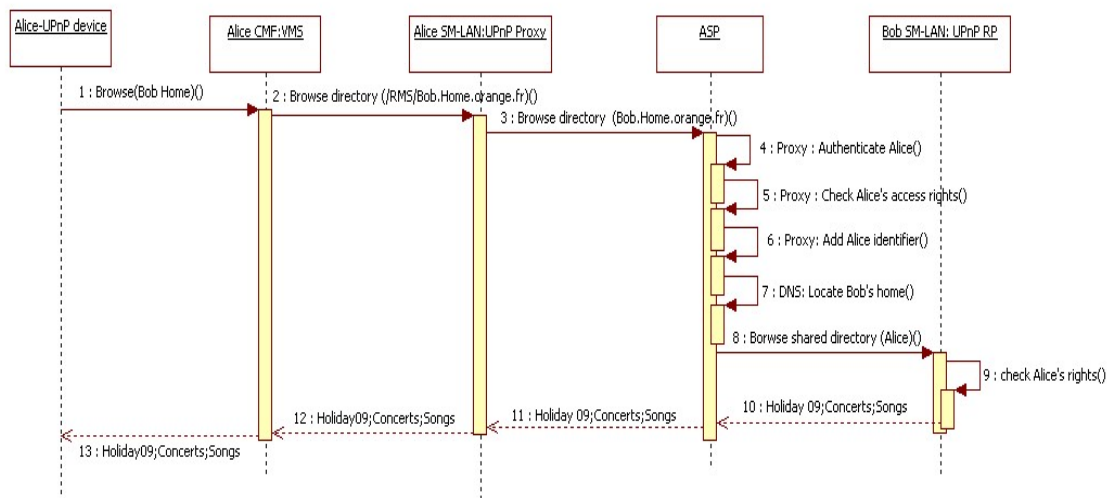 Alice-UPnP device
Alice CMF:VMS
Alice SM-LAN:UPnP Proxy
ASP
Bob SM-LAN: UPnP RP
1 : Browse(Bob Home)()
2 : Browse directory (/RMS/Bob.Home.orange.fr)()
3 : Browse directory (Bob.Home.orange.fr)()
4 : Proxy : Authenticate Alice()
5 : Proxy : Check Alice's access rights()
6 : Proxy: Add Alice identifier()
7 : DNS: Locate Bob's home()
8 : Borwse shared directory (Alice)()
9 : check Alice's rights()
10 : Holiday 09;Concerts;Songs
11 : Holiday 09;Concerts;Songs
12 : Holiday09;Concerts;Songs
13 : Holiday09;Concerts;Songs